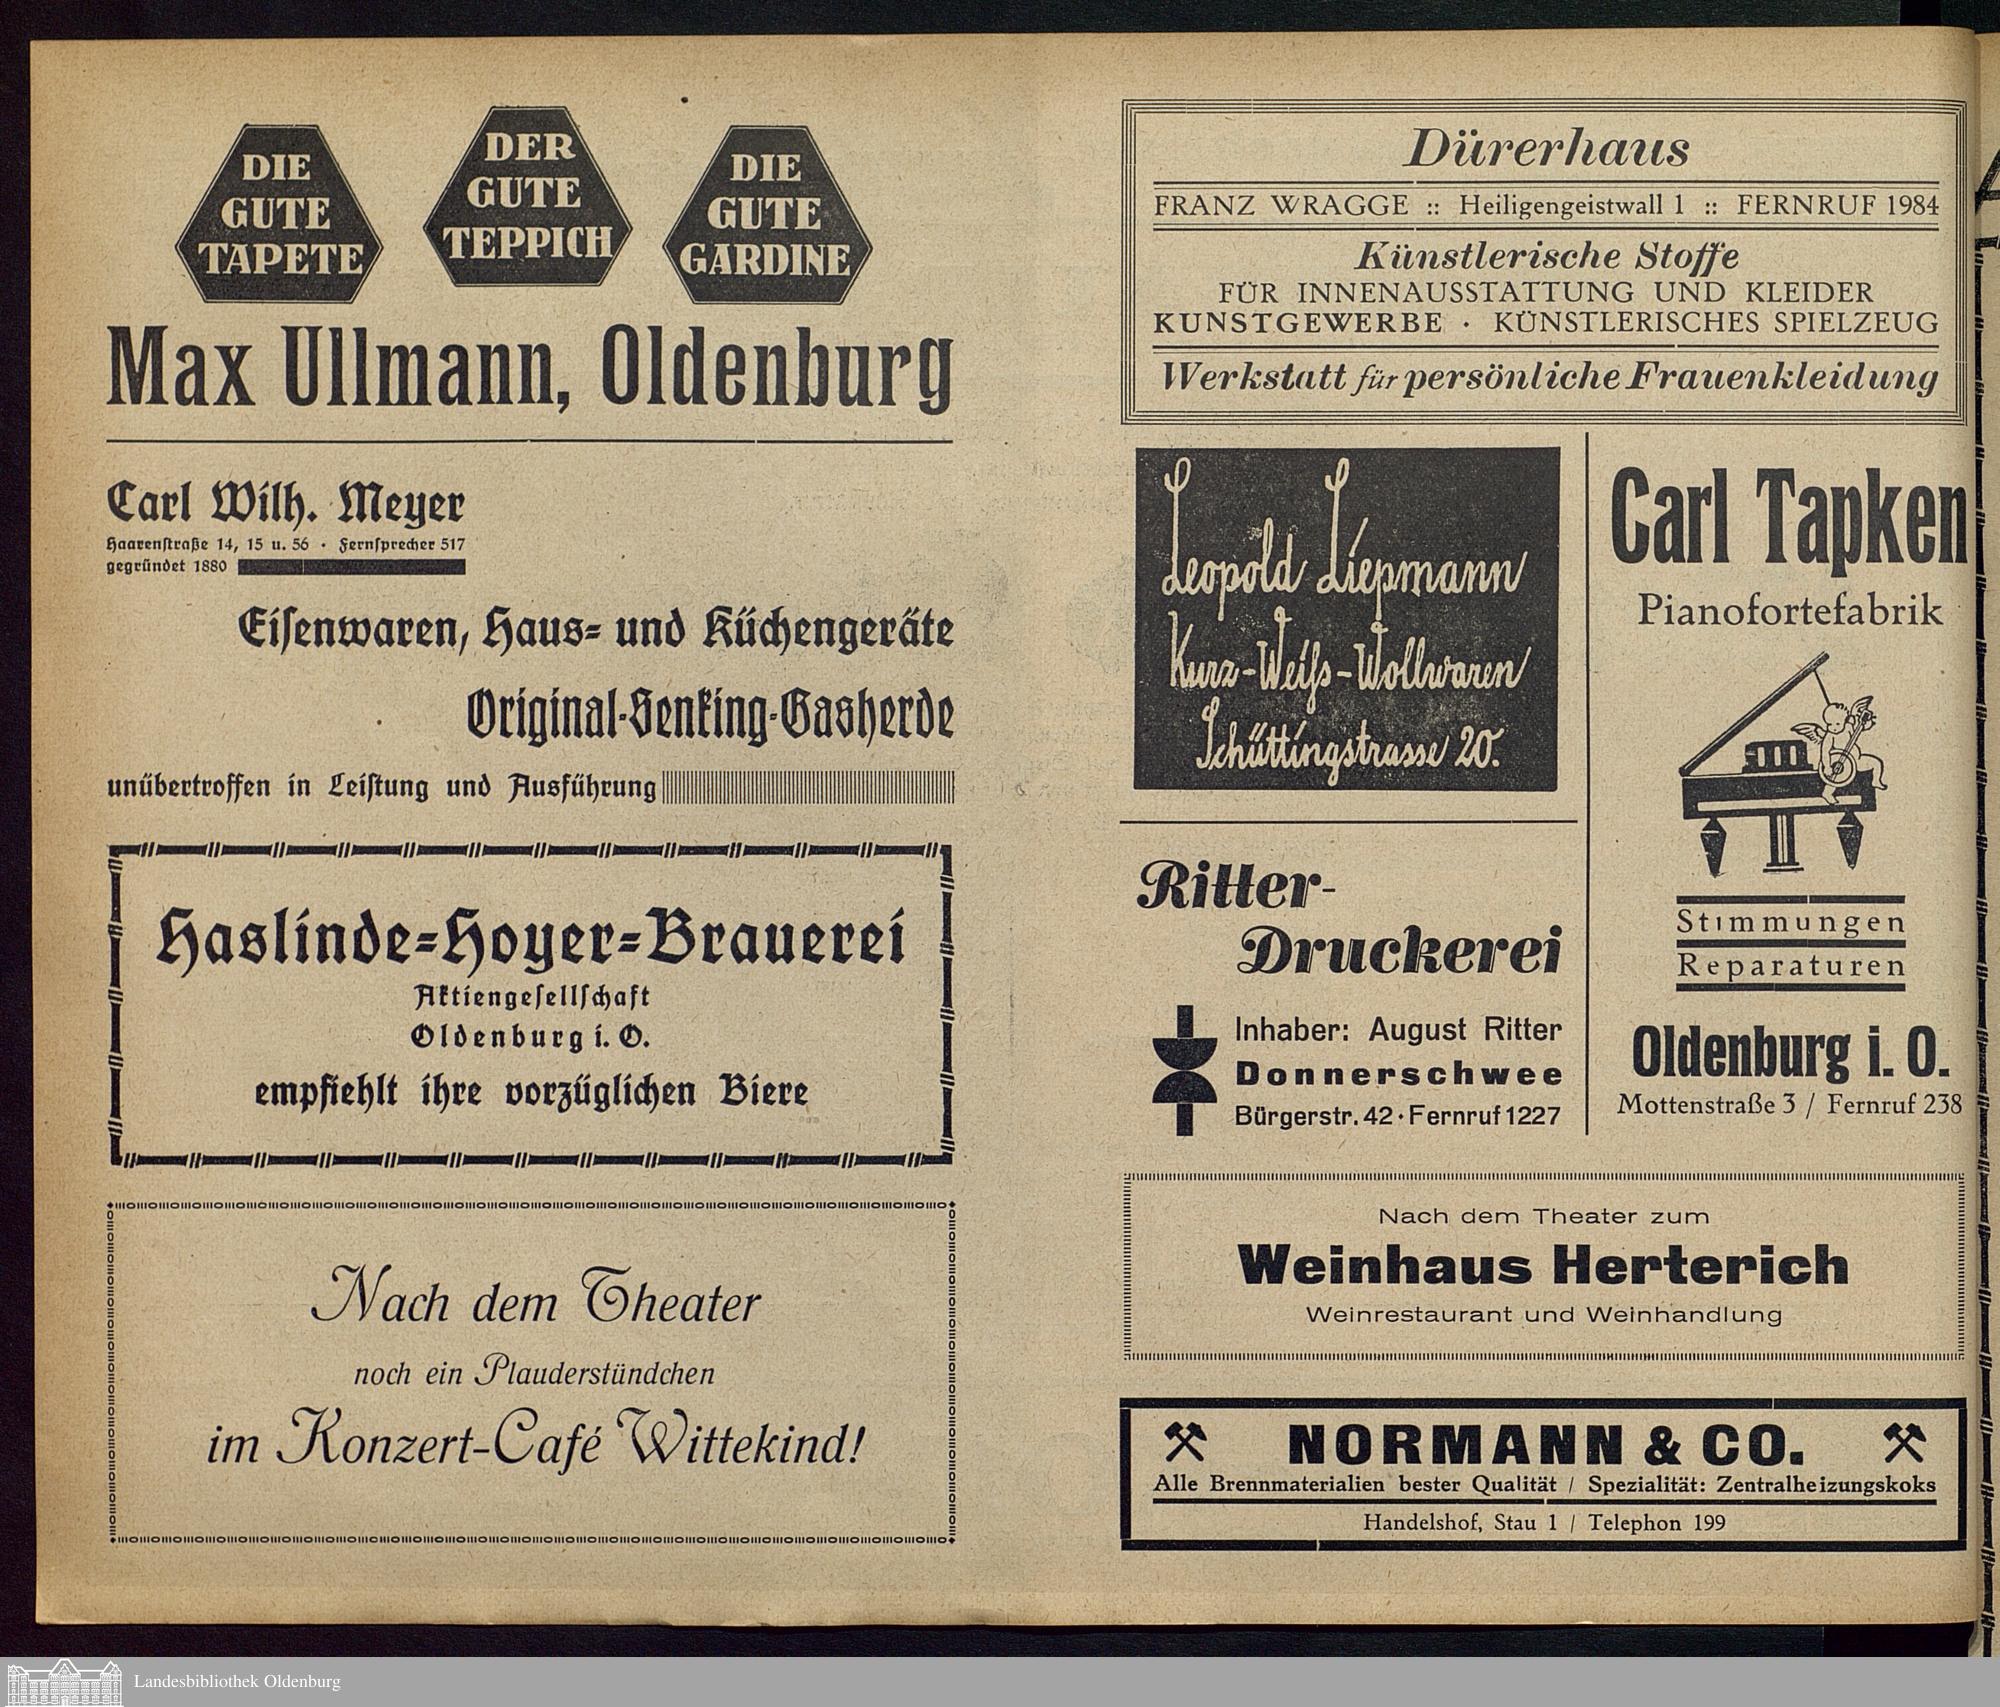 DIE
GUTE
TAPETE
DER
GUTE
TEPPICH
DIE
GUTE
GARDINE
Max Ullmann, Oldenburg
Carl Wilh. Meyer
Haarenſtraße 14, 15 u. 56 · Fernſprecher 517
gegründet 1880
Eiſenwaren, Haus- und Küchengeräte
Original-Senking-Gasherde
unübertroffen in Leiſtung und Ausführung
Haslinde-Hoyer-Brauerei
Aktiengeſellſchaft
Oldenburg i. O.
empfiehlt ihre vorzüglichen Biere
Nach dem Theater
noch ein Plauderstündchen
im Konzert-Café Wittekind!
Dürerhaus
FRANZ WRAGGE :: Heiligengeistwall 1 :: FERNRUF 1984
Künstlerische Stoffe
FÜR INNENAUSSTATTUNG UND KLEIDER
KUNSTGEWERBE · KÜNSTLERISCHES SPIELZEUG
Werkstatt für persönliche Frauenkleidung
Leopold Liepmann
Kurz-Weiſs-Wollwaren
Schüttingstrasse 20.
Carl Tapken
Pianofortefabrik
Stimmungen
Reparaturen
Oldenburg i. O.
Mottenstraße 3 / Fernruf 238
Ritter-
Druckerei
Inhaber: August Ritter
Donnerschwee
Bürgerstr. 42 · Fernruf 1227
Nach dem Theater zum
Weinhaus Herterich
Weinrestaurant und Weinhandlung
NORMANN & CO.
Alle Brennmaterialien bester Qualität / Spezialität: Zentralheizungskoks
Handelshof, Stau 1 / Telephon 199
Landesbibliothek Oldenburg